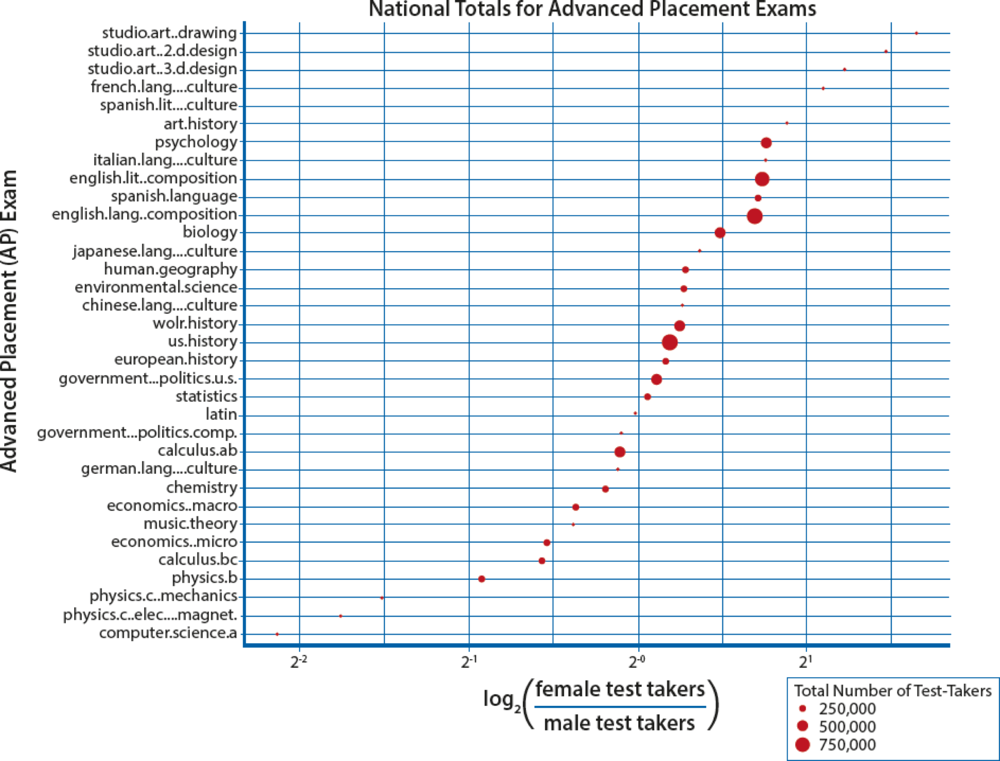 National Totals for Advanced Placement Exams
Advanced Placement (AP) Exam
studio.art..drawing
studio.art..2.d.design
studio.art..3.d.design
french.lang....culture
spanish.lit....culture
art.history
psychology
italian.lang....culture
english.lit..composition
spanish.language
english.lang..composition
biology
japanese.lang....culture
human.geography
environmental.science
chinese.lang....culture
wolr.history
us.history
european.history
government...politics.u.s.
statistics
latin
government...politics.comp.
calculus.ab
german.lang....culture
chemistry
economics..macro
music.theory
economics..micro
calculus.bc
physics.b
physics.c..mechanics
physics.c..elec....magnet.
computer.science.a
2⁻² 2⁻¹ 2⁻⁰ 2¹
log₂(female test takers
male test takers)
Total Number of Test-Takers
250,000
500,000
750,000